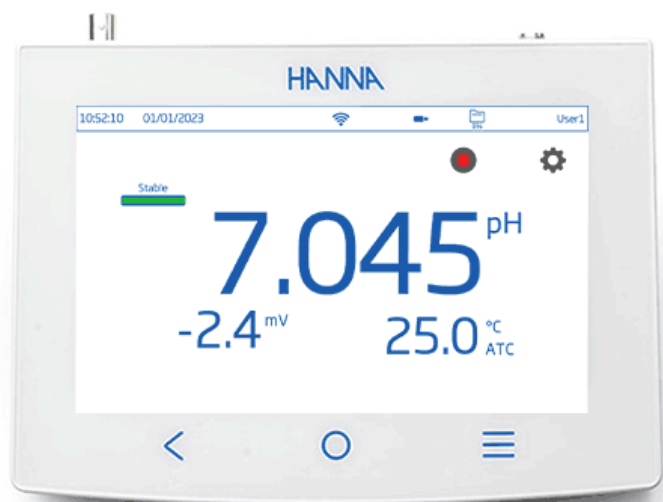 HANNA
10:52:10 01/01/2023 User1
Stable
7.045 pH
-2.4 mV 25.0 °C
ATC